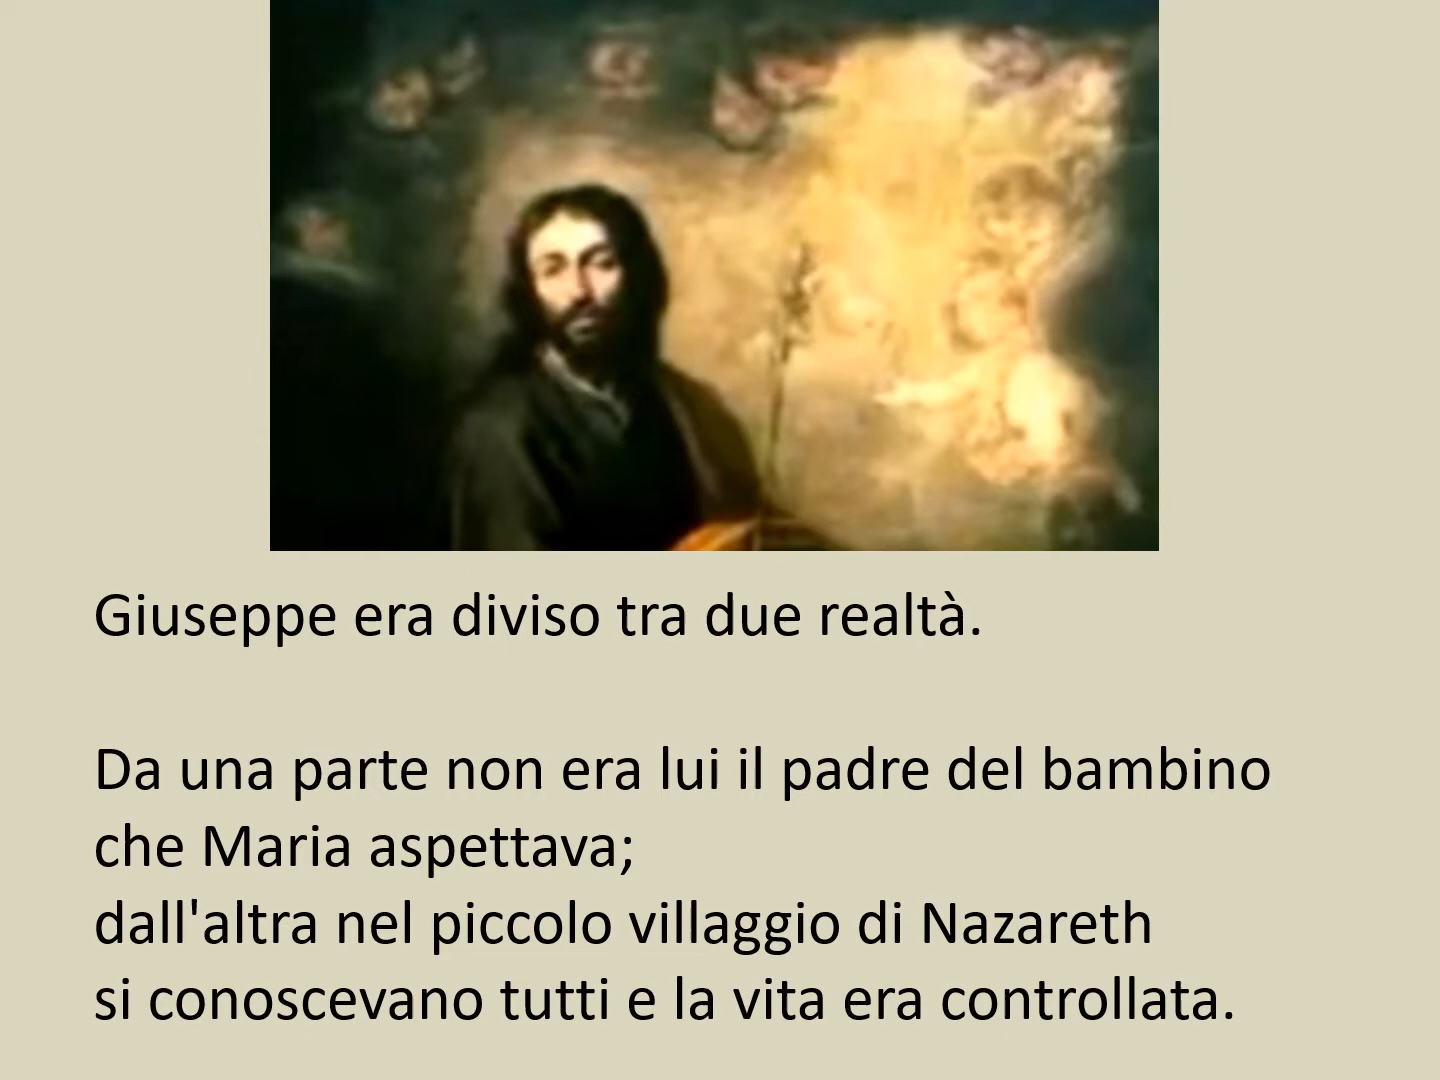 Giuseppe era diviso tra due realtà.
Da una parte non era lui il padre del bambino
che Maria aspettava;
dall'altra nel piccolo villaggio di Nazareth
si conoscevano tutti e la vita era controllata.